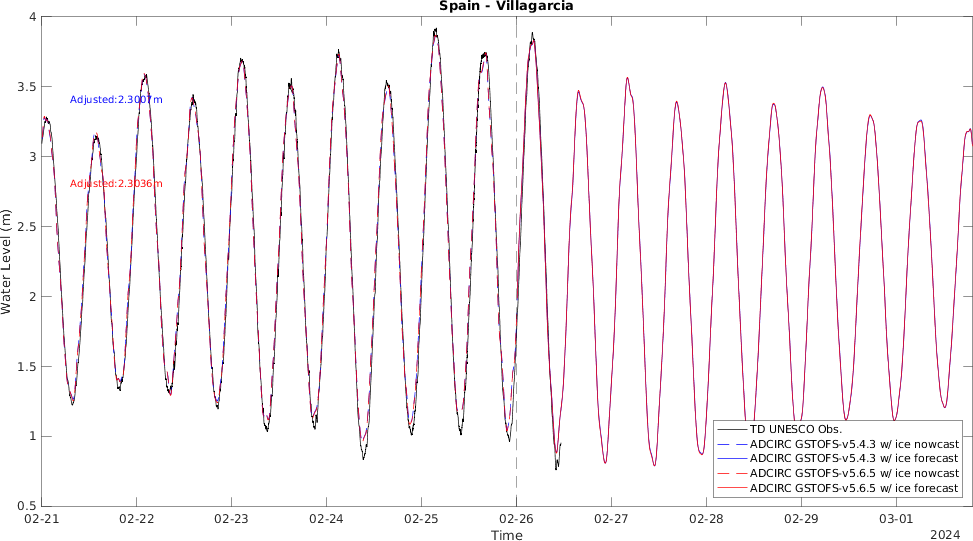 Spain - Villagarcia
4
3.5
3
2.5
2
1.5
1
0.5
Water Level (m)
Adjusted:2.3007m
Adjusted:2.3036m
TD UNESCO Obs.
ADCIRC GSTOFS-v5.4.3 w/ ice nowcast
ADCIRC GSTOFS-v5.4.3 w/ ice forecast
ADCIRC GSTOFS-v5.6.5 w/ ice nowcast
ADCIRC GSTOFS-v5.6.5 w/ ice forecast
02-21 02-22 02-23 02-24 02-25 02-26 02-27 02-28 02-29 03-01
Time
2024